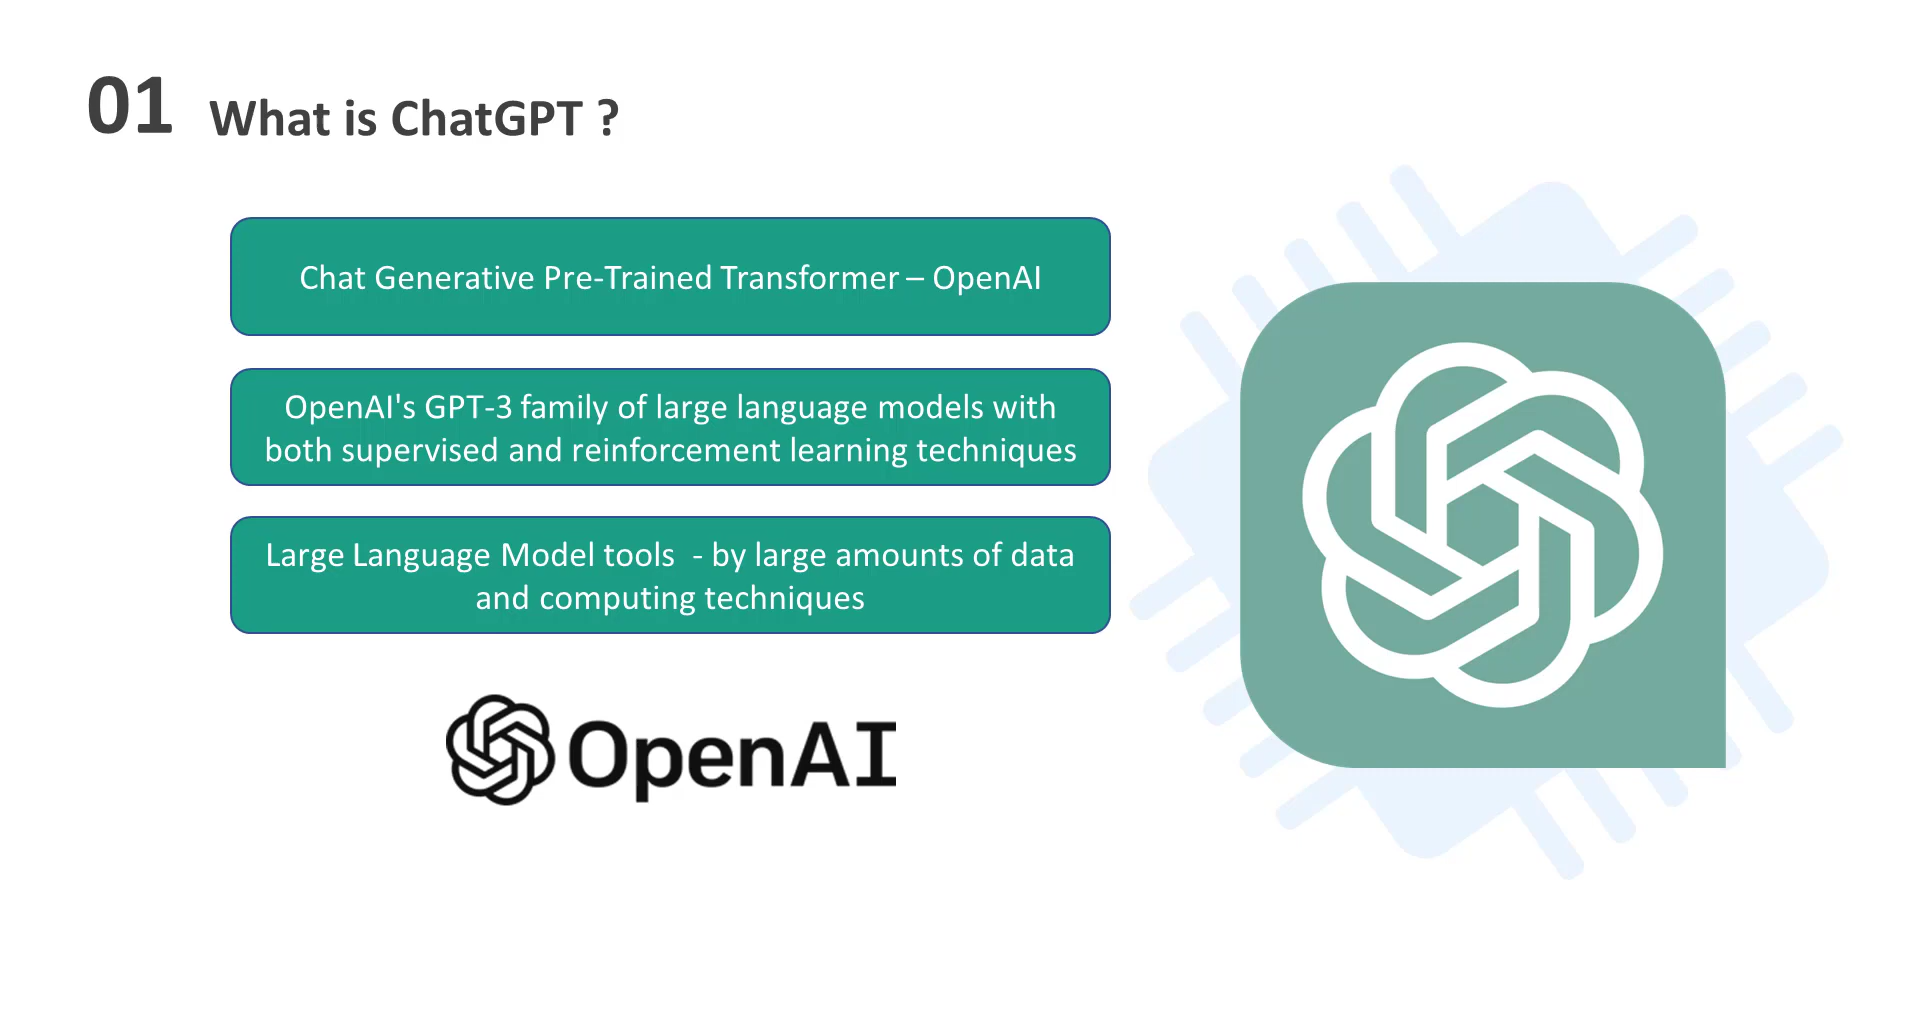 01 What is ChatGPT ?
Chat Generative Pre-Trained Transformer – OpenAI
OpenAI's GPT-3 family of large language models with
both supervised and reinforcement learning techniques
Large Language Model tools  - by large amounts of data
and computing techniques
OpenAI